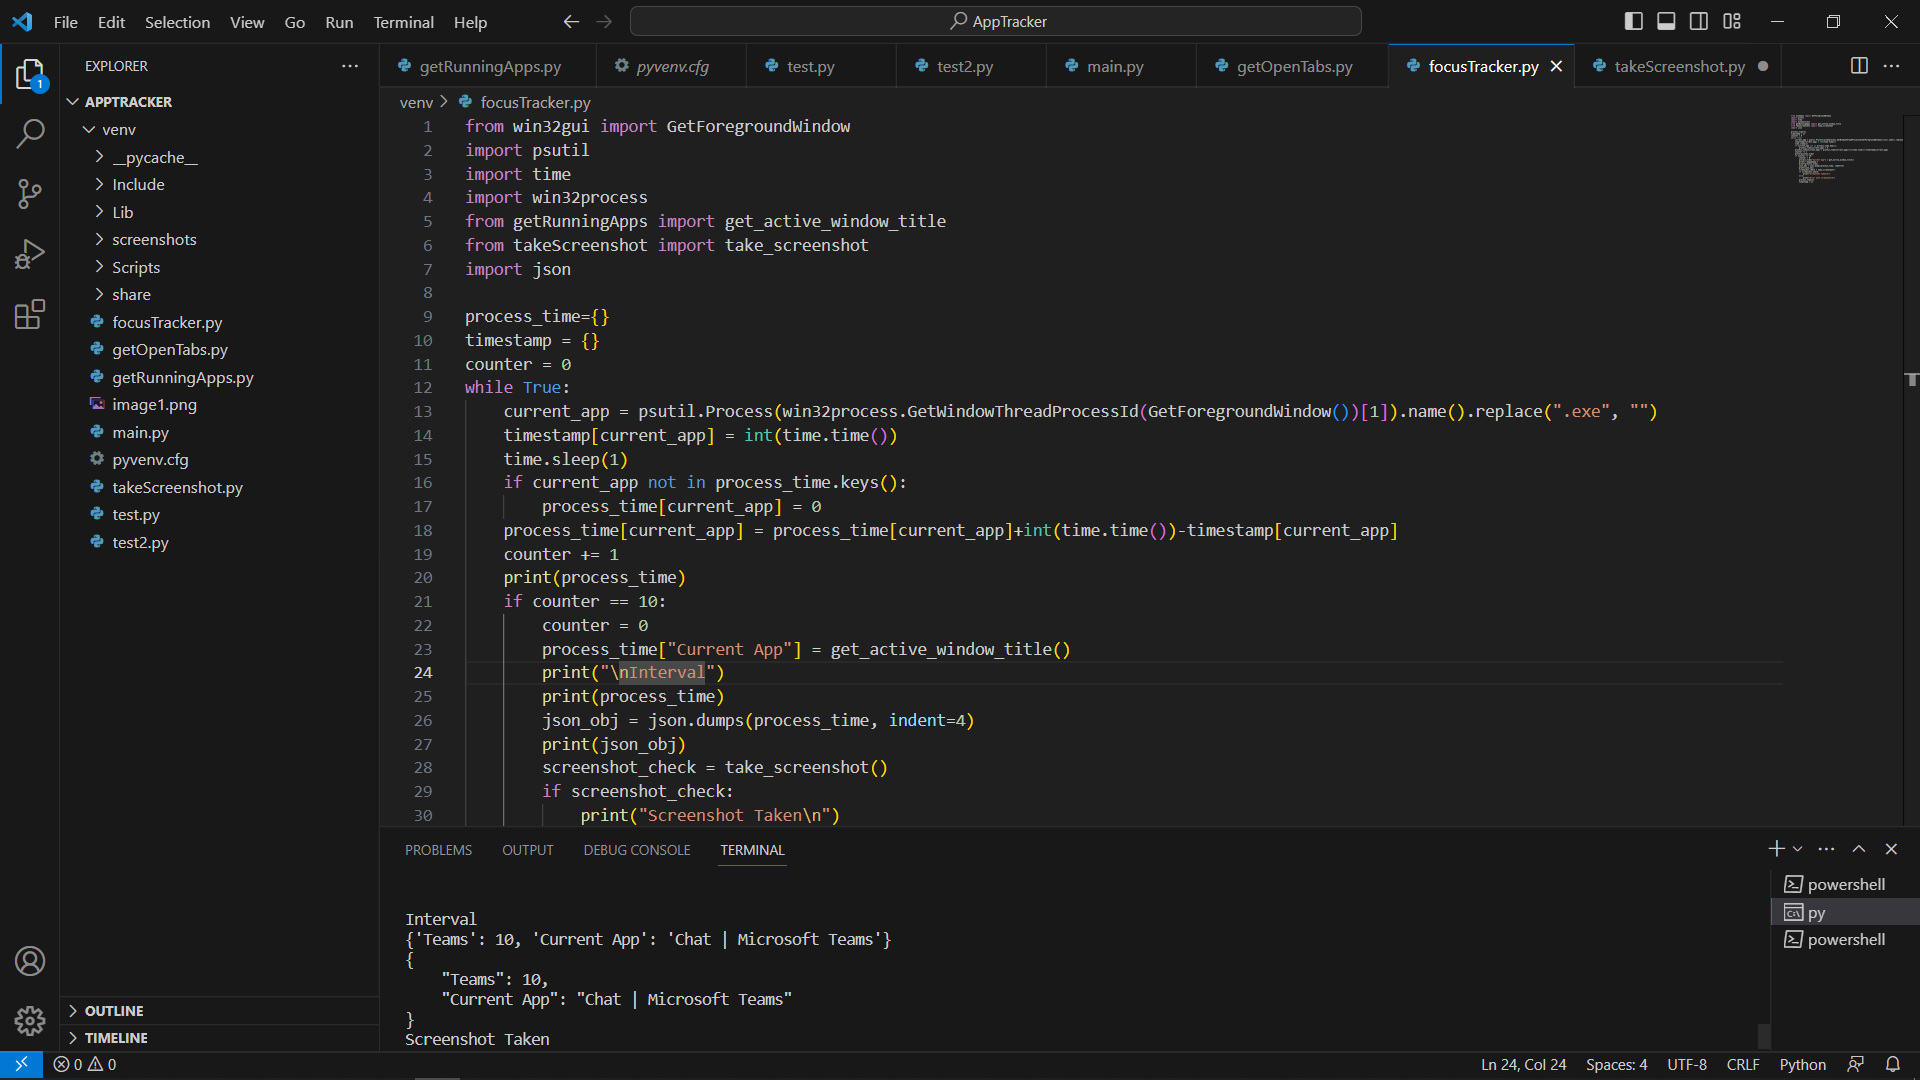 File Edit Selection View Go Run Terminal Help
AppTracker
EXPLORER
getRunningApps.py
pyvenv.cfg
test.py
test2.py
main.py
getOpenTabs.py
focusTracker.py
takeScreenshot.py
1
APPTRACKER
venv
__pycache__
Include
Lib
screenshots
Scripts
share
focusTracker.py
getOpenTabs.py
getRunningApps.py
image1.png
main.py
pyvenv.cfg
takeScreenshot.py
test.py
test2.py
OUTLINE
TIMELINE
venv > focusTracker.py
1 from win32gui import GetForegroundWindow
2 import psutil
3 import time
4 import win32process
5 from getRunningApps import get_active_window_title
6 from takeScreenshot import take_screenshot
7 import json
8
9 process_time={}
10 timestamp = {}
11 counter = 0
12 while True:
13 current_app = psutil.Process(win32process.GetWindowThreadProcessId(GetForegroundWindow())[1]).name().replace(".exe", "")
14 timestamp[current_app] = int(time.time())
15 time.sleep(1)
16 if current_app not in process_time.keys():
17 process_time[current_app] = 0
18 process_time[current_app] = process_time[current_app]+int(time.time())-timestamp[current_app]
19 counter += 1
20 print(process_time)
21 if counter == 10:
22 counter = 0
23 process_time["Current App"] = get_active_window_title()
24 print("\nInterval")
25 print(process_time)
26 json_obj = json.dumps(process_time, indent=4)
27 print(json_obj)
28 screenshot_check = take_screenshot()
29 if screenshot_check:
30 print("Screenshot Taken\n")
PROBLEMS OUTPUT DEBUG CONSOLE TERMINAL
Interval
{'Teams': 10, 'Current App': 'Chat | Microsoft Teams'}
{
"Teams": 10,
"Current App": "Chat | Microsoft Teams"
}
Screenshot Taken
powershell
py
powershell
0 0
Ln 24, Col 24 Spaces: 4 UTF-8 CRLF Python